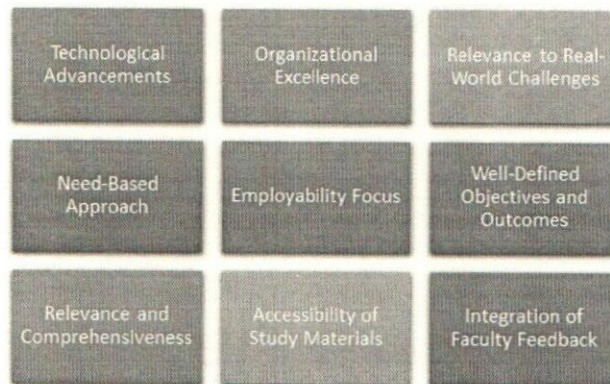 Technological
Advancements
Organizational
Excellence
Relevance to Real-
World Challenges
Need-Based
Approach
Employability Focus
Well-Defined
Objectives and
Outcomes
Relevance and
Comprehensiveness
Accessibility of
Study Materials
Integration of
Faculty Feedback